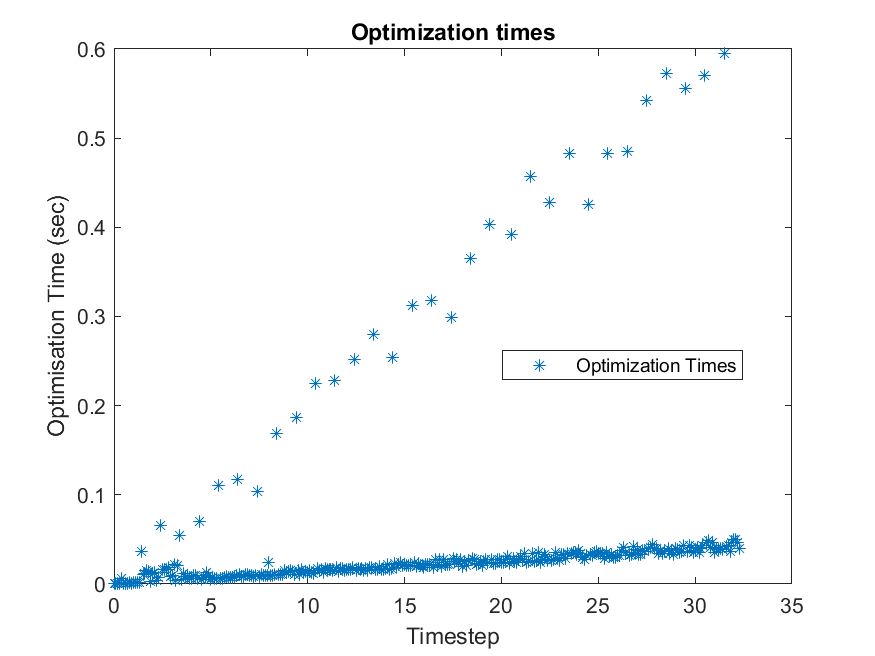 Optimization times
Optimisation Time (sec)
0.6
0.5
0.4
0.3
0.2
0.1
0
Optimization Times
0 5 10 15 20 25 30 35
Timestep